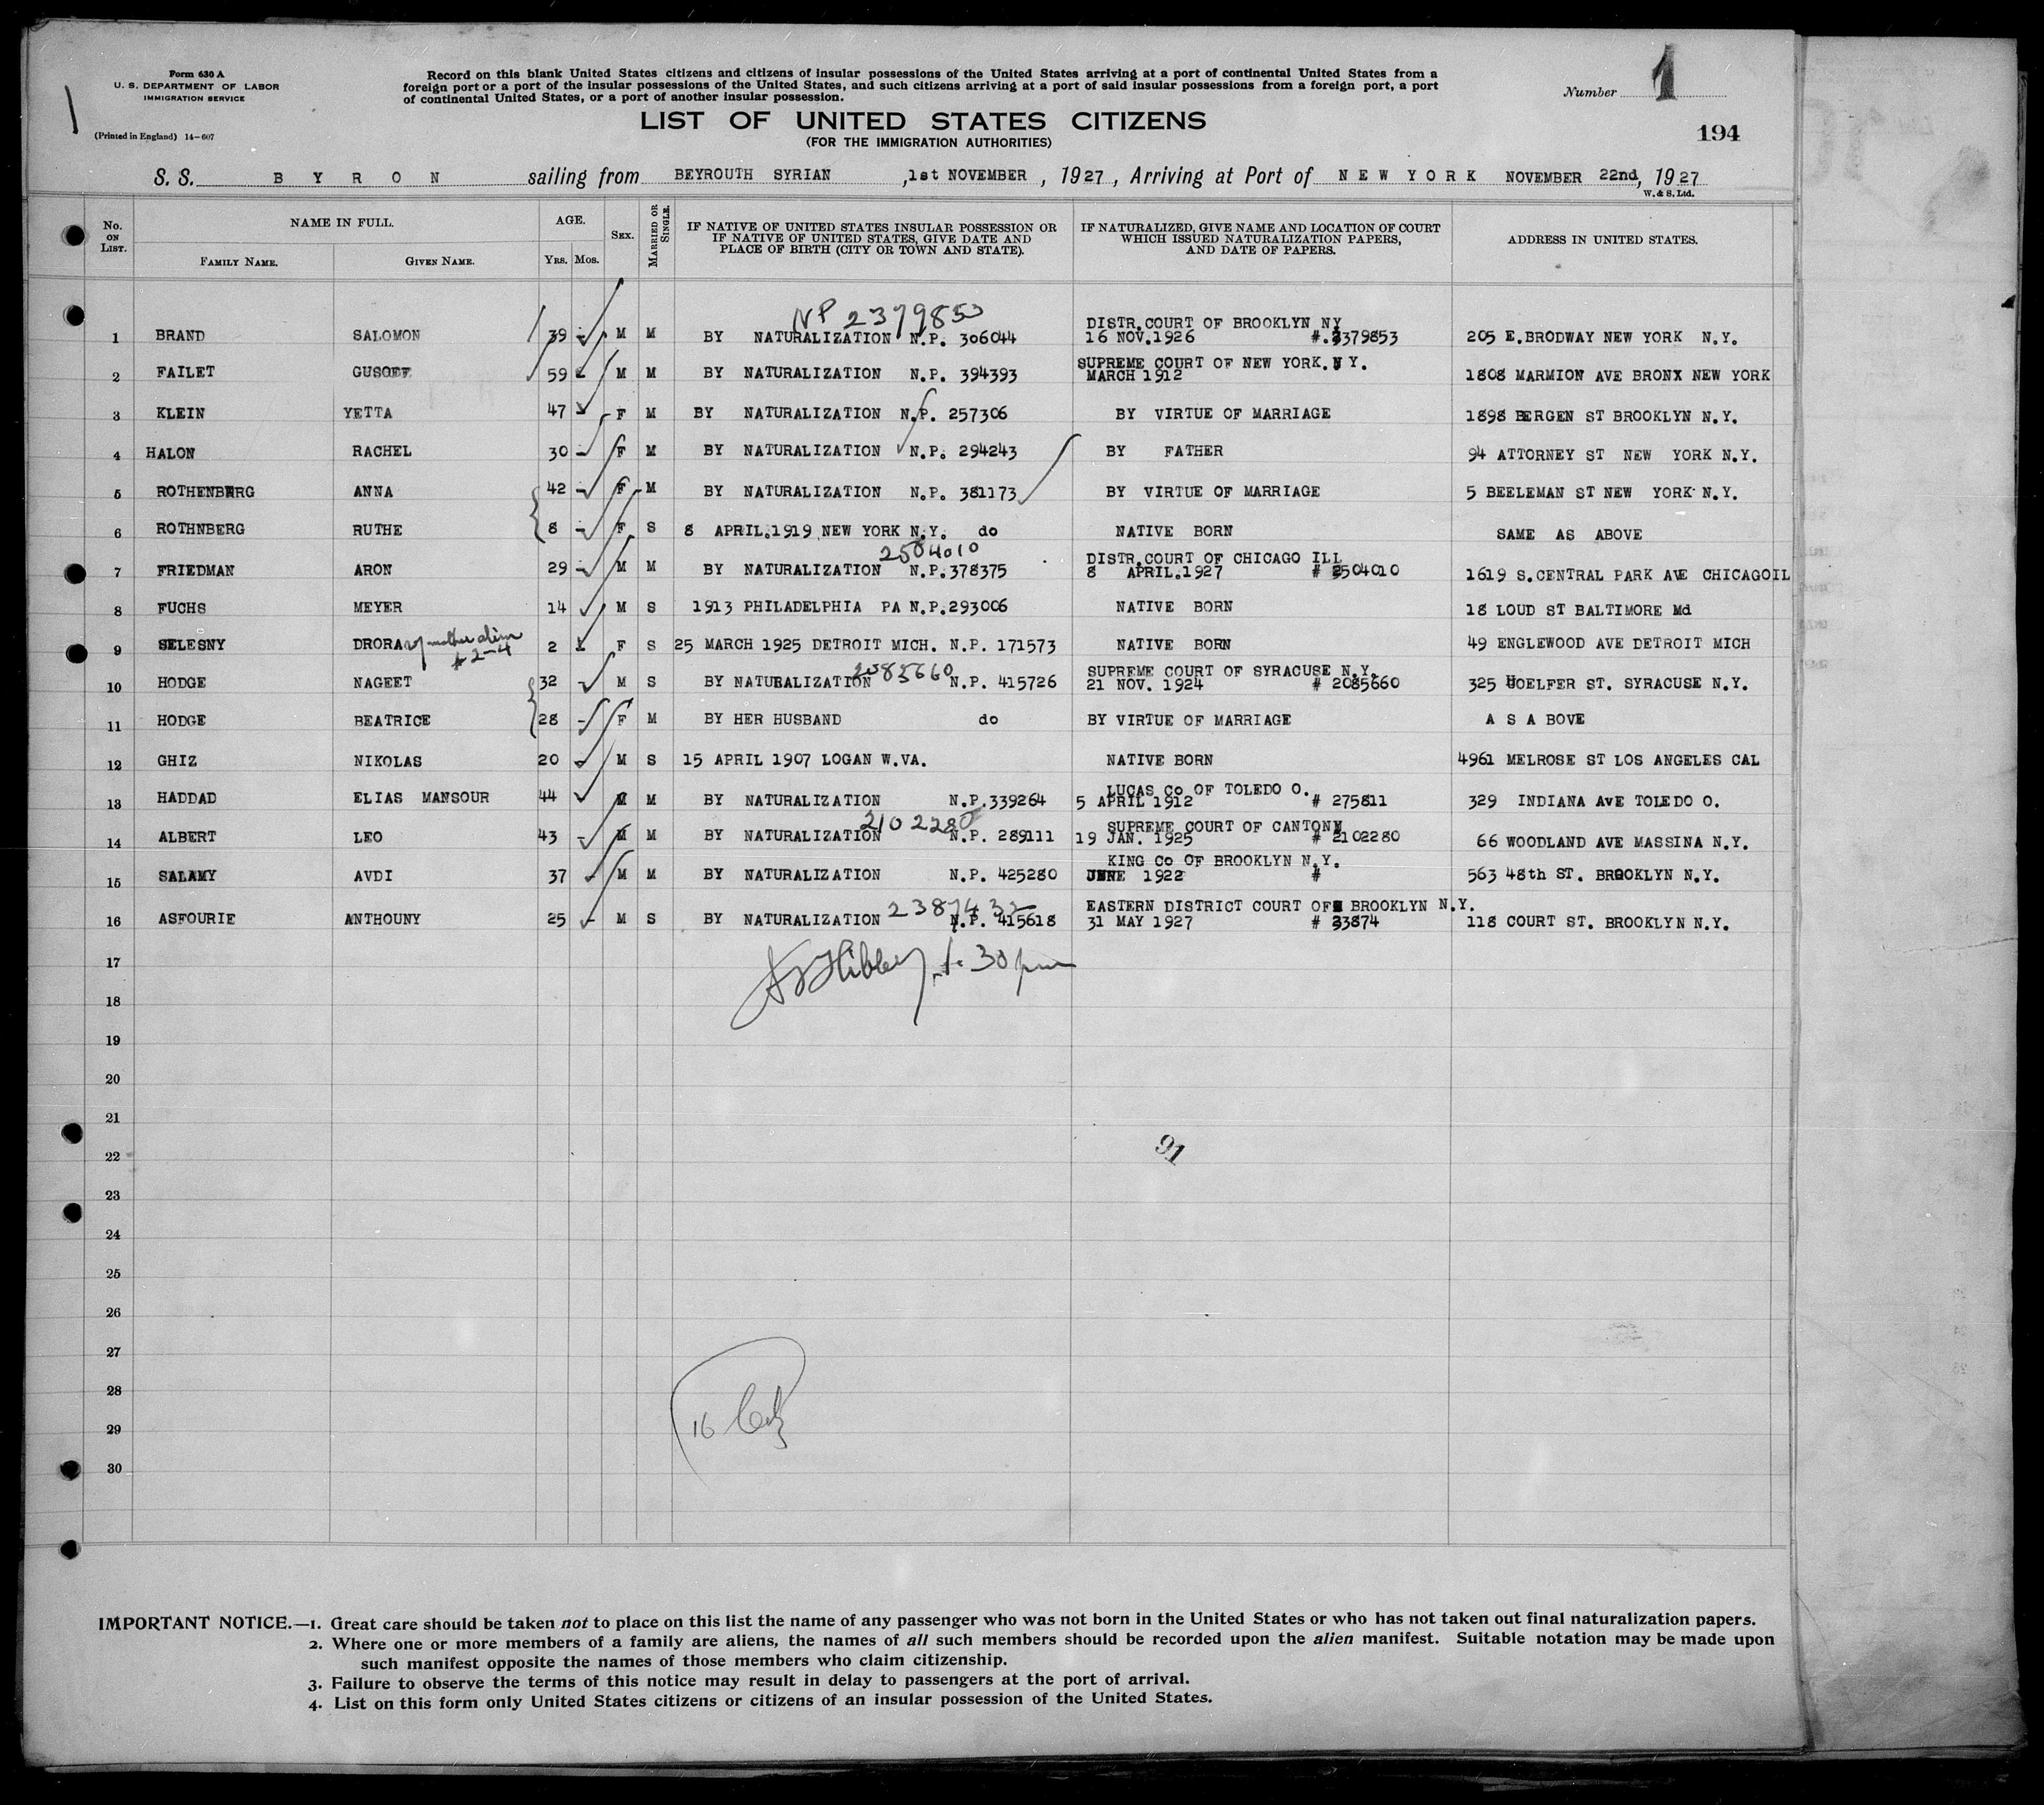 Form 630 A
U. S. DEPARTMENT OF LABOR
IMMIGRATION SERVICE
(Printed in England) 14-607
Record on this blank United States citizens and citizens of insular possessions of the United States arriving at a port of continental United States from a
foreign port or a port of the insular possessions of the United States, and such citizens arriving at a port of said insular possessions from a foreign port, a port
of continental United States, or a port of another insular possession.
Number 1
LIST OF UNITED STATES CITIZENS
(FOR THE IMMIGRATION AUTHORITIES)
194
S. S. BYRON sailing from BEYROUTH SYRIAN , 1st NOVEMBER , 1927 , Arriving at Port of NEW YORK NOVEMBER 22nd, 1927
W. & S. Ltd.
No. ON LIST.
NAME IN FULL.
FAMILY NAME.
GIVEN NAME.
AGE.
YRS. MOS.
SEX.
MARRIED OR SINGLE.
IF NATIVE OF UNITED STATES INSULAR POSSESSION OR
IF NATIVE OF UNITED STATES, GIVE DATE AND
PLACE OF BIRTH (CITY OR TOWN AND STATE).
IF NATURALIZED, GIVE NAME AND LOCATION OF COURT
WHICH ISSUED NATURALIZATION PAPERS,
AND DATE OF PAPERS.
ADDRESS IN UNITED STATES.
NP 2379853
DISTR.COURT OF BROOKLYN NY
1 BRAND SALOMON 39 - M M BY NATURALIZATION N.P. 306044 16 NOV.1926 #.2379853 205 E.BRODWAY NEW YORK N.Y.
SUPREME COURT OF NEW YORK.N Y.
2 FAILET GUSOFF 59 M M BY NATURALIZATION N.P. 394393 MARCH 1912 1808 MARMION AVE BRONX NEW YORK
3 KLEIN YETTA 47 F M BY NATURALIZATION N.P. 257306 BY VIRTUE OF MARRIAGE 1898 BERGEN ST BROOKLYN N.Y.
4 HALON RACHEL 30 - F M BY NATURALIZATION N.P. 294243 BY FATHER 94 ATTORNEY ST NEW YORK N.Y.
5 ROTHENBERG ANNA 42 - F M BY NATURALIZATION N.P. 381173 BY VIRTUE OF MARRIAGE 5 BEELEMAN ST NEW YORK N.Y.
6 ROTHNBERG RUTHE 8 - F S 8 APRIL.1919 NEW YORK N.Y. do NATIVE BORN SAME AS ABOVE
2504010
DISTR.COURT OF CHICAGO ILL
7 FRIEDMAN ARON 29 - M M BY NATURALIZATION N.P.378375 8 APRIL.1927 # 2504010 1619 S.CENTRAL PARK AVE CHICAGOIL
8 FUCHS MEYER 14 M S 1913 PHILADELPHIA PA N.P.293006 NATIVE BORN 18 LOUD ST BALTIMORE Md
9 SELESNY DRORA w/ mother alien 2-4 2 F S 25 MARCH 1925 DETROIT MICH. N.P. 171573 NATIVE BORN 49 ENGLEWOOD AVE DETROIT MICH
2085660
SUPREME COURT OF SYRACUSE N.Y.
10 HODGE NAGEET 32 M S BY NATURALIZATION N.P. 415726 21 NOV. 1924 # 2085660 325 HOELFER ST. SYRACUSE N.Y.
11 HODGE BEATRICE 28 - F M BY HER HUSBAND do BY VIRTUE OF MARRIAGE A S A BOVE
12 GHIZ NIKOLAS 20 - M S 15 APRIL 1907 LOGAN W.VA. NATIVE BORN 4961 MELROSE ST LOS ANGELES CAL
LUCAS Co OF TOLEDO O.
13 HADDAD ELIAS MANSOUR 44 M M BY NATURALIZATION N.P.339264 5 APRIL 1912 # 275811 329 INDIANA AVE TOLEDO O.
2102280
SUPREME COURT OF CANTON
14 ALBERT LEO 43 - M M BY NATURALIZATION N.P. 289111 19 JAN. 1925 # 2102280 66 WOODLAND AVE MASSINA N.Y.
KING Co OF BROOKLYN N.Y.
15 SALAMY AVDI 37 - M M BY NATURALIZATION N.P. 425280 JUNE 1922 # 563 48th ST. BROOKLYN N.Y.
2387432
EASTERN DISTRICT COURT OF BROOKLYN N.Y.
16 ASFOURIE ANTHOUNY 25 - M S BY NATURALIZATION N.P. 415618 31 MAY 1927 # 23874 118 COURT ST. BROOKLYN N.Y.
17
1.30 pm
18
19
20
21
22
91
23
24
25
26
27
28
29
16
30
IMPORTANT NOTICE.—1. Great care should be taken not to place on this list the name of any passenger who was not born in the United States or who has not taken out final naturalization papers.
2. Where one or more members of a family are aliens, the names of all such members should be recorded upon the alien manifest. Suitable notation may be made upon
such manifest opposite the names of those members who claim citizenship.
3. Failure to observe the terms of this notice may result in delay to passengers at the port of arrival.
4. List on this form only United States citizens or citizens of an insular possession of the United States.